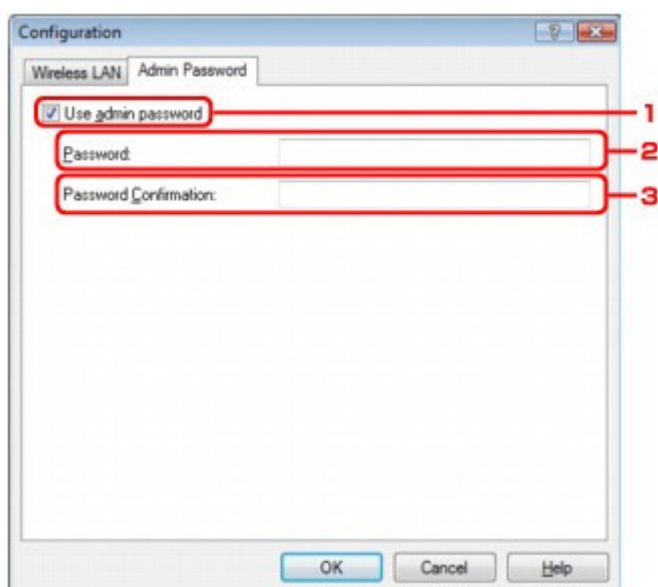 Configuration
Wireless LAN Admin Password
Use admin password 1
Password: 2
Password Confirmation: 3
OK Cancel Help